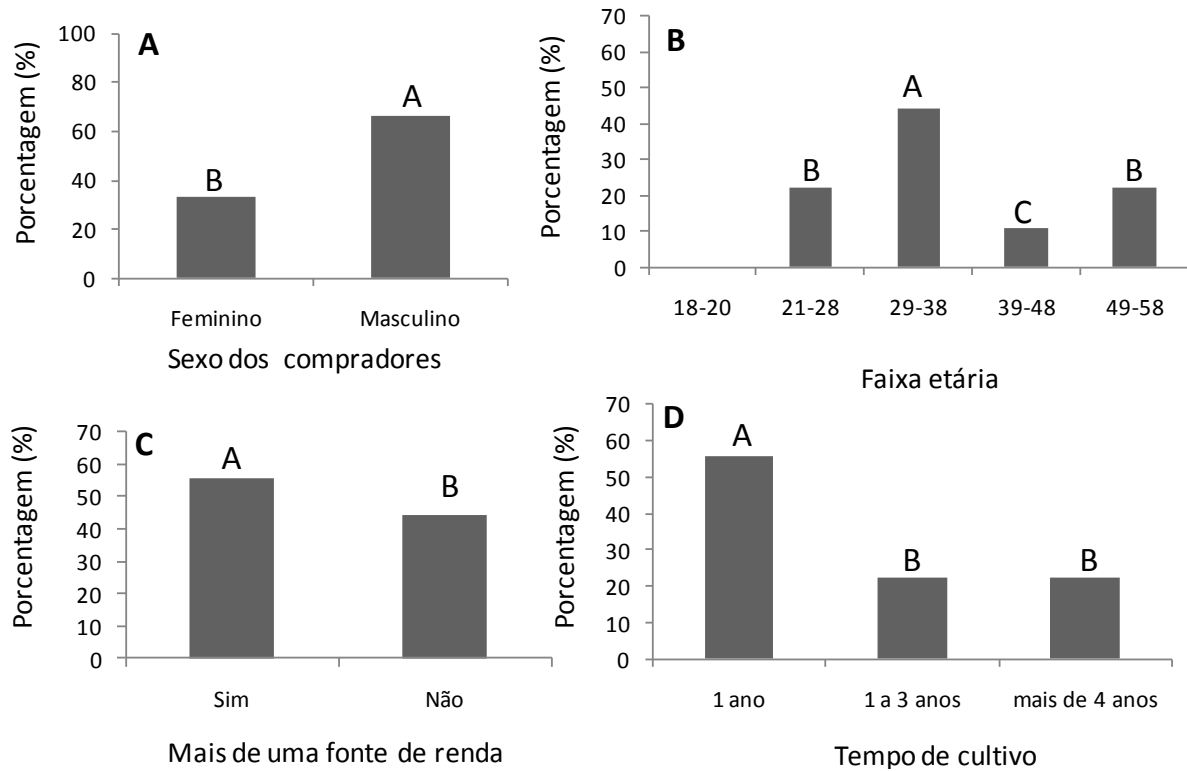 A
Porcentagem (%)
100
80
60
40
20
0
B
A
Feminino
Masculino
Sexo dos compradores
B
Porcentagem (%)
70
60
50
40
30
20
10
0
B
A
C
B
18-20
21-28
29-38
39-48
49-58
Faixa etária
C
Porcentagem (%)
70
60
50
40
30
20
10
0
A
B
Sim
Não
Mais de uma fonte de renda
D
Porcentagem (%)
70
60
50
40
30
20
10
0
A
B
B
1 ano
1 a 3 anos
mais de 4 anos
Tempo de cultivo